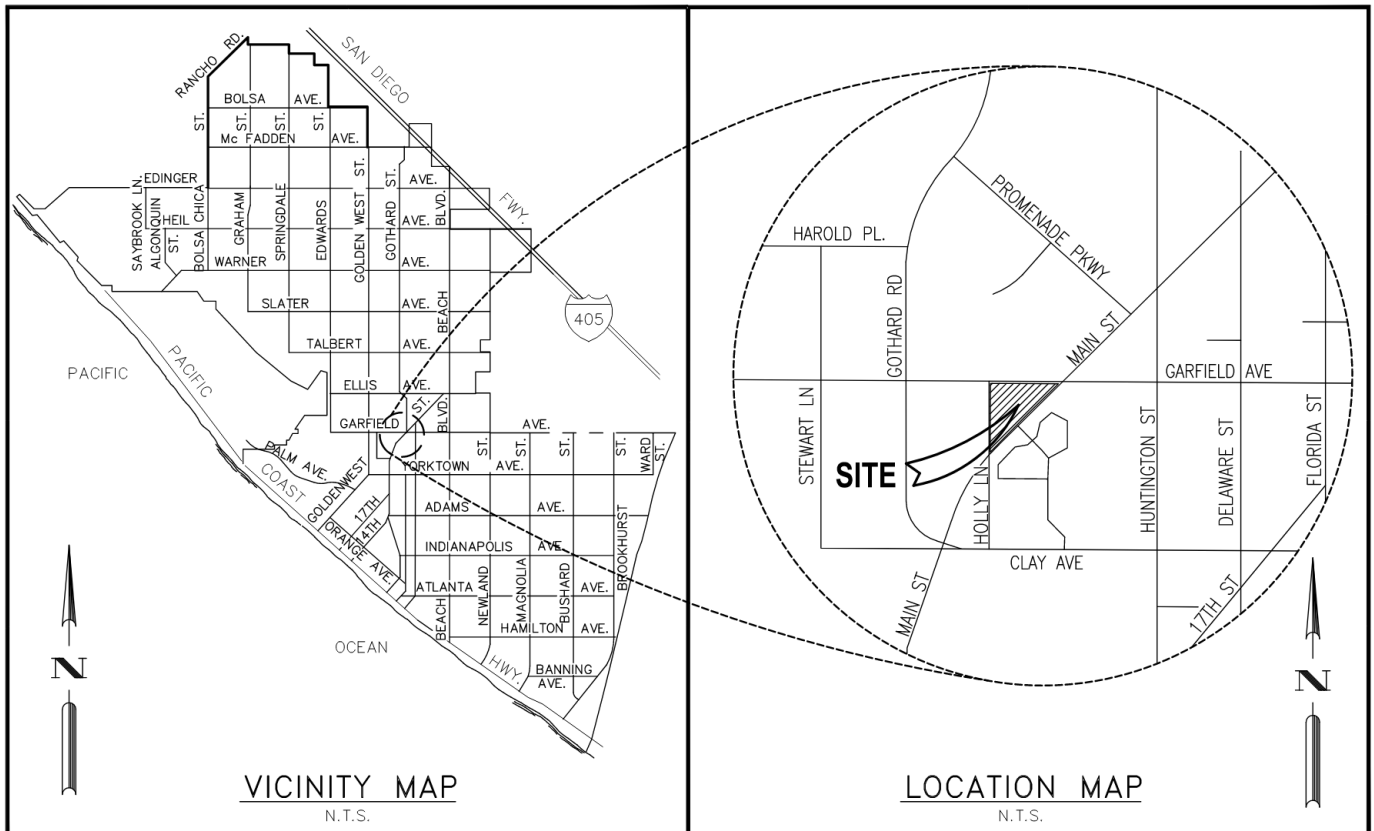 RANCHO RD.
SAN DIEGO
FWY.
405
BOLSA AVE.
Mc FADDEN AVE.
EDINGER AVE.
HEIL AVE.
WARNER AVE.
SLATER AVE.
TALBERT AVE.
ELLIS AVE.
GARFIELD AVE.
YORKTOWN AVE.
ADAMS AVE.
INDIANAPOLIS AVE.
ATLANTA AVE.
HAMILTON AVE.
BANNING AVE.
SAYBROOK LN.
ALGONQUIN ST.
BOLSA CHICA ST.
GRAHAM ST.
SPRINGDALE ST.
EDWARDS ST.
GOLDEN WEST ST.
GOTHARD ST.
BEACH BLVD.
ST.
BLVD.
BEACH
NEWLAND ST.
MAGNOLIA ST.
BUSHARD ST.
BROOKHURST ST.
WARD ST.
PALM AVE.
GOLDENWEST
17TH
14TH
ORANGE AVE.
PACIFIC
COAST
HWY.
PACIFIC
OCEAN
N
VICINITY MAP
N.T.S.
PROMENADE PKWY
HAROLD PL.
GOTHARD RD
MAIN ST
GARFIELD AVE
STEWART LN
SITE
HOLLY LN
HUNTINGTON ST
DELAWARE ST
FLORIDA ST
CLAY AVE
MAIN ST
17TH ST
N
LOCATION MAP
N.T.S.